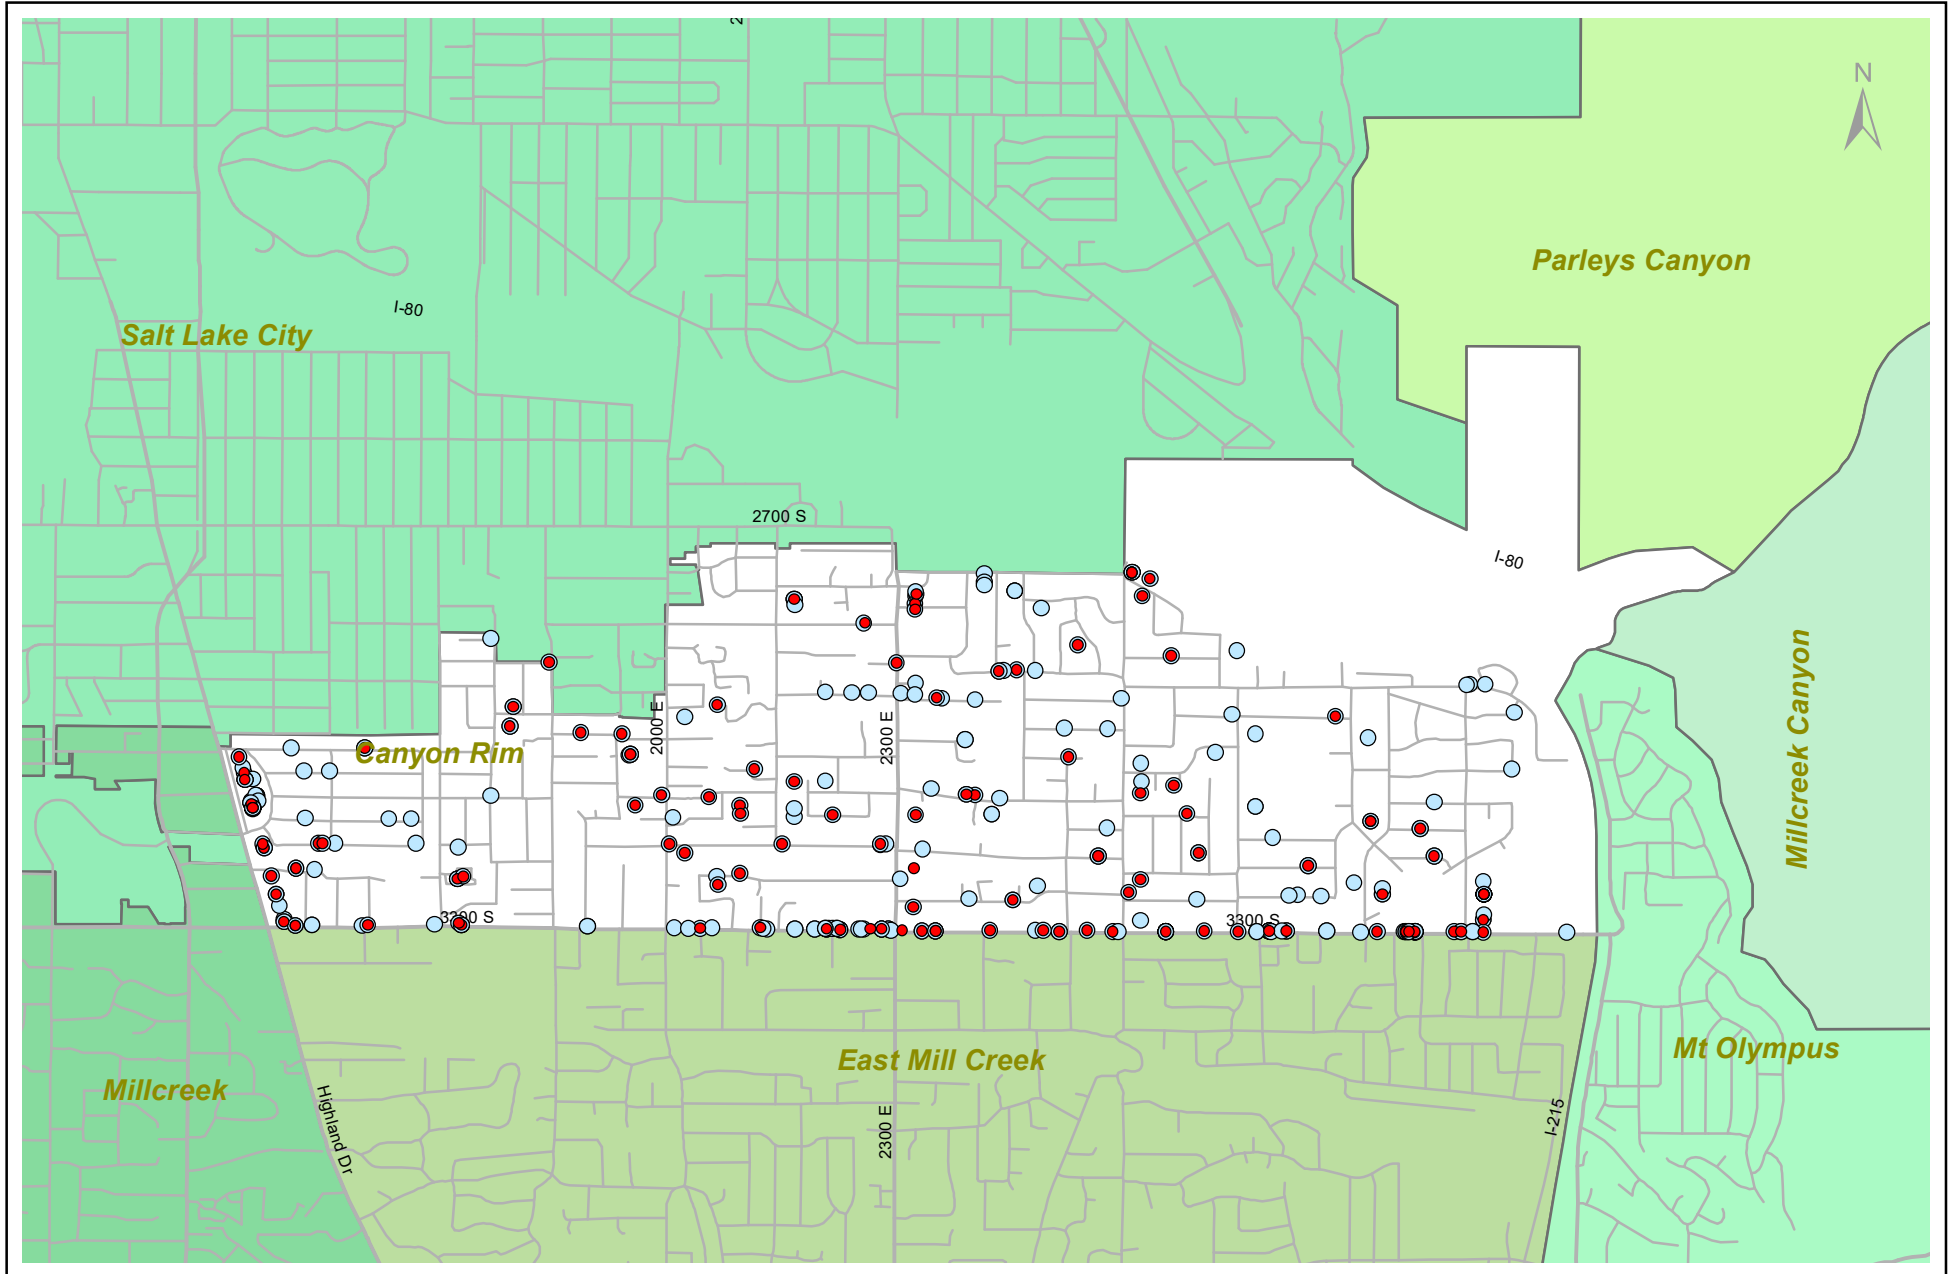 N
Parleys Canyon
I-80
Salt Lake City
2700 S
I-80
Millcreek Canyon
2000 E
2300 E
Canyon Rim
3300 S
3300 S
East Mill Creek
Mt Olympus
Millcreek
Highland Dr
2300 E
I-215